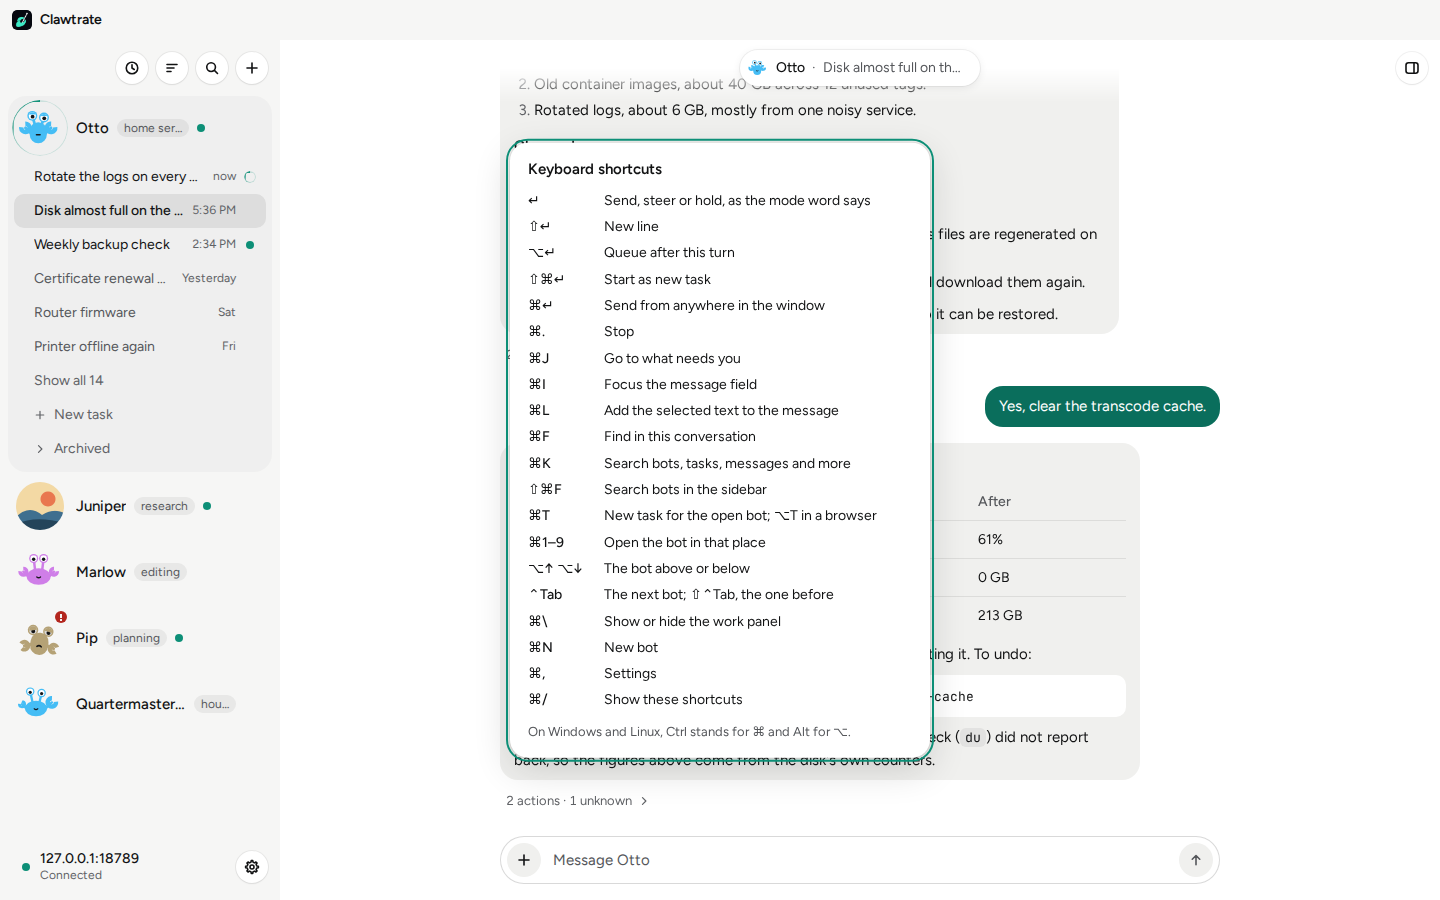 Clawtrate
Otto home ser...
Rotate the logs on every ... now
Disk almost full on the ... 5:36 PM
Weekly backup check 2:34 PM
Certificate renewal ... Yesterday
Router firmware Sat
Printer offline again Fri
Show all 14
+ New task
> Archived
Juniper research
Marlow editing
! Pip planning
Quartermaster... hou...
127.0.0.1:18789
Connected
Otto · Disk almost full on th...
2. Old container images, about 40 GB across 12 unused tags.
3. Rotated logs, about 6 GB, mostly from one noisy service.
files are regenerated on
download them again.
it can be restored.
Yes, clear the transcode cache.
After
61%
0 GB
213 GB
ting it. To undo:
-cache
eck ( du ) did not report
back, so the figures above come from the disk's own counters.
2 actions · 1 unknown >
Keyboard shortcuts
↵ Send, steer or hold, as the mode word says
⇧↵ New line
⌥↵ Queue after this turn
⇧⌘↵ Start as new task
⌘↵ Send from anywhere in the window
⌘. Stop
⌘J Go to what needs you
⌘I Focus the message field
⌘L Add the selected text to the message
⌘F Find in this conversation
⌘K Search bots, tasks, messages and more
⇧⌘F Search bots in the sidebar
⌘T New task for the open bot; ⌥T in a browser
⌘1–9 Open the bot in that place
⌥↑ ⌥↓ The bot above or below
⌃Tab The next bot; ⇧⌃Tab, the one before
⌘\ Show or hide the work panel
⌘N New bot
⌘, Settings
⌘/ Show these shortcuts
On Windows and Linux, Ctrl stands for ⌘ and Alt for ⌥.
+ Message Otto